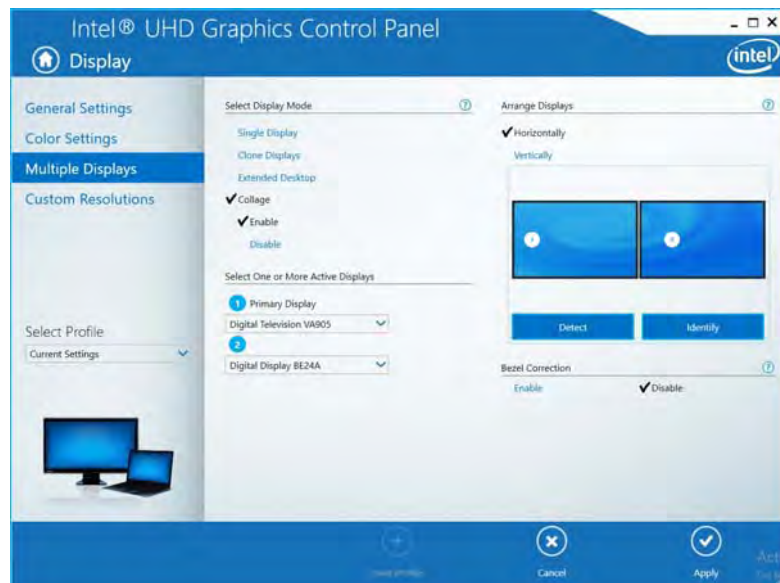 Intel® UHD Graphics Control Panel
Display
intel
General Settings
Color Settings
Multiple Displays
Custom Resolutions
Select Profile
Current Settings
Select Display Mode
Single Display
Clone Displays
Extended Desktop
Collage
Enable
Disable
Select One or More Active Displays
1 Primary Display
Digital Television VA905
2
Digital Display BE24A
Arrange Displays
Horizontally
Vertically
Detect
Identify
Bezel Correction
Enable
Disable
Cancel
Apply